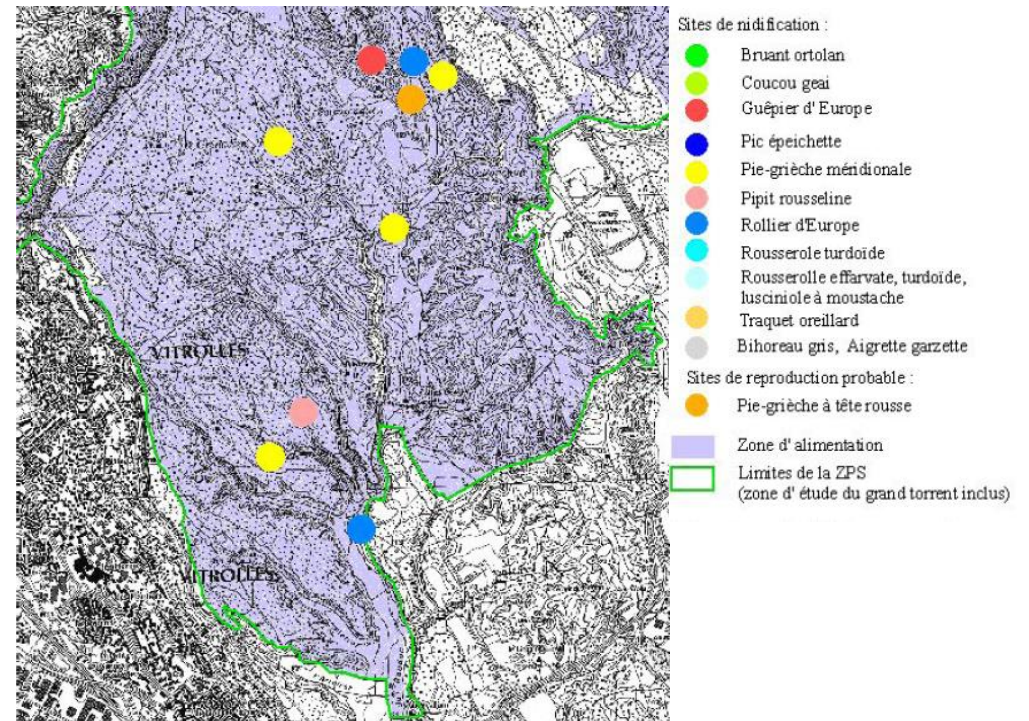 Sites de nidification :
Bruant ortolan
Coucou geai
Guêpier d'Europe
Pic épeichette
Pie-grièche méridionale
Pipit rousseline
Rollier d'Europe
Rousserole turdoïde
Rousserolle effarvate, turdoïde,
lusciniole à moustache
Traquet oreillard
Bihoreau gris, Aigrette garzette
Sites de reproduction probable :
Pie-grièche à tête rousse
Zone d'alimentation
Limites de la ZPS
(zone d'étude du grand torrent inclus)
VITROLLES
VITROLLES